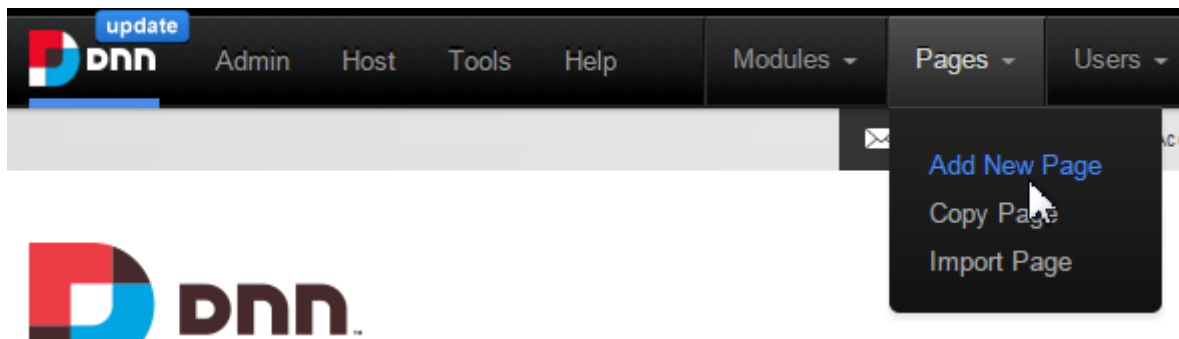 update
DNN Admin Host Tools Help Modules Pages Users
Add New Page
Copy Page
Import Page
DNN